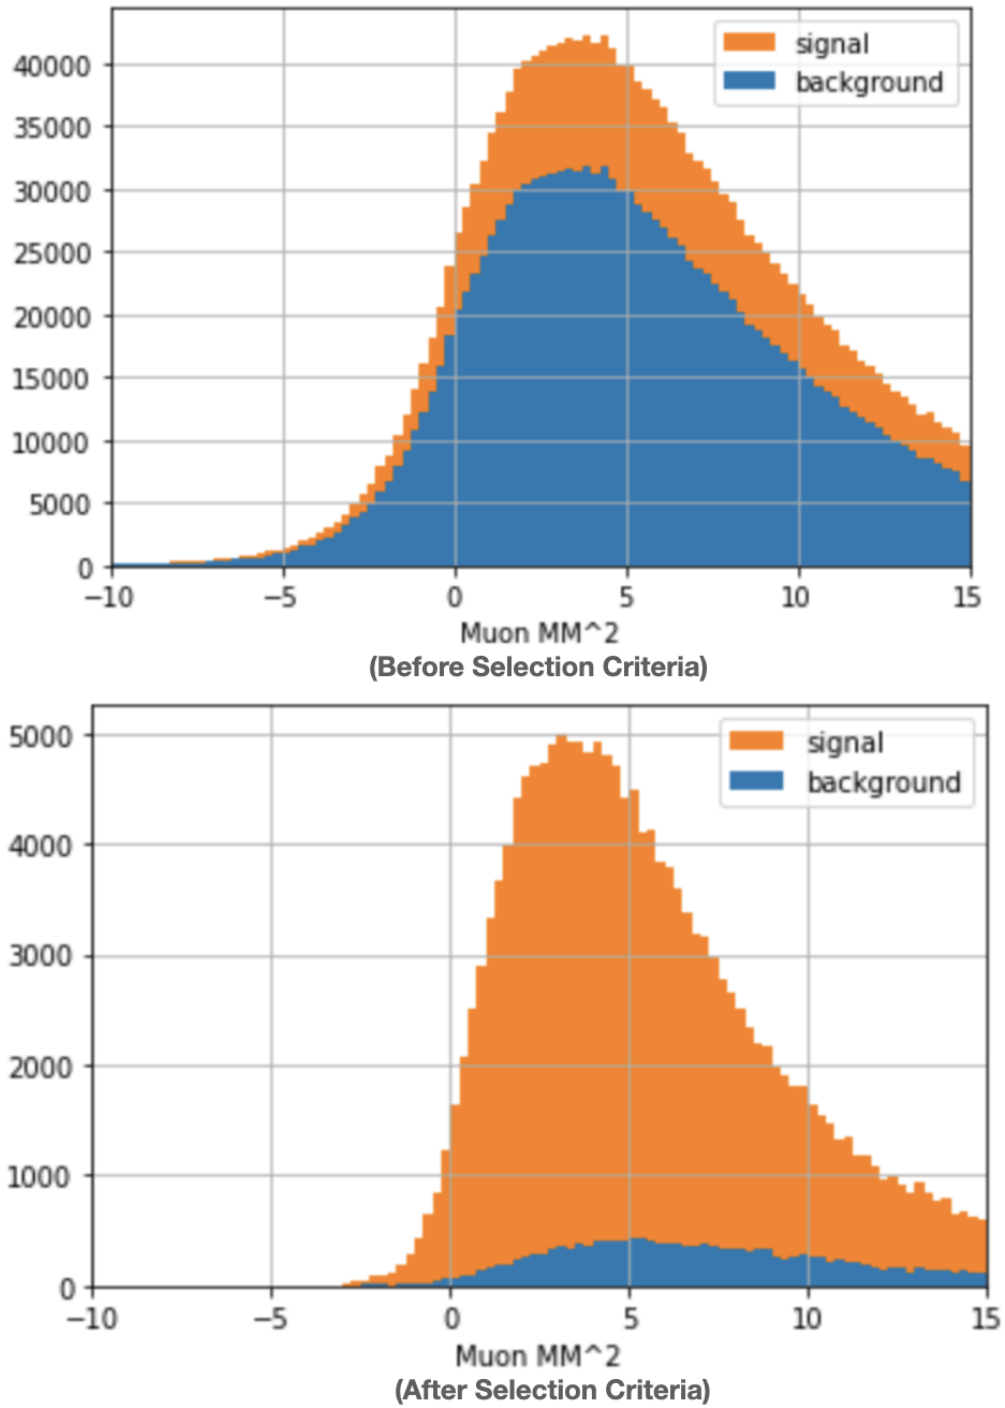 40000
35000
30000
25000
20000
15000
10000
5000
0
signal
background
−10 −5 0 5 10 15
Muon MM^2
(Before Selection Criteria)
5000
4000
3000
2000
1000
0
signal
background
−10 −5 0 5 10 15
Muon MM^2
(After Selection Criteria)